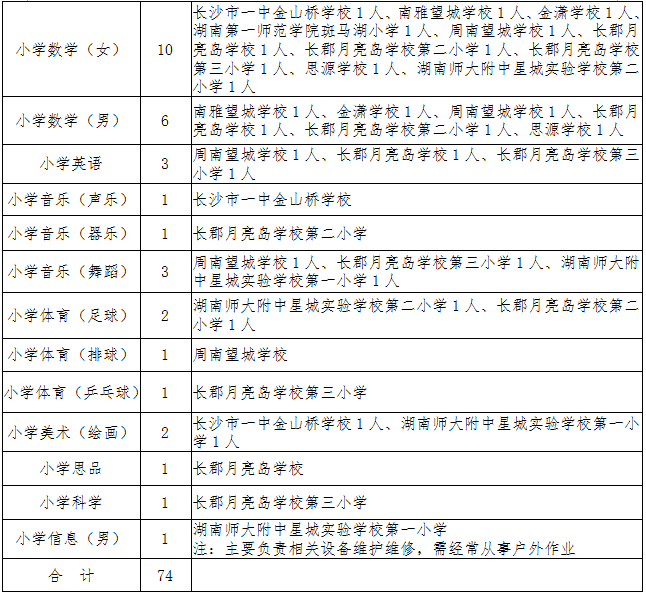 小学数学（女） 10 长沙市一中金山桥学校1人、南雅望城学校1人、金潇学校1人、
湖南第一师范学院斑马湖小学1人、周南望城学校1人、长郡月
亮岛学校1人、长郡月亮岛学校第二小学1人、长郡月亮岛学校
第三小学1人、思源学校1人、湖南师大附中星城实验学校第二
小学1人
小学数学（男） 6 南雅望城学校1人、金潇学校1人、周南望城学校1人、长郡月
亮岛学校1人、长郡月亮岛学校第二小学1人、思源学校1人
小学英语 3 周南望城学校1人、长郡月亮岛学校1人、长郡月亮岛学校第三
小学1人
小学音乐（声乐） 1 长沙市一中金山桥学校
小学音乐（器乐） 1 长郡月亮岛学校第二小学
小学音乐（舞蹈） 3 周南望城学校1人、长郡月亮岛学校第三小学1人、湖南师大附
中星城实验学校第一小学1人
小学体育（足球） 2 湖南师大附中星城实验学校第二小学1人、长郡月亮岛学校第二
小学1人
小学体育（排球） 1 周南望城学校
小学体育（乒乓球） 1 长郡月亮岛学校第三小学
小学美术（绘画） 2 长沙市一中金山桥学校1人、湖南师大附中星城实验学校第一小
学1人
小学思品 1 长郡月亮岛学校
小学科学 1 长郡月亮岛学校第三小学
小学信息（男） 1 湖南师大附中星城实验学校第一小学
注：主要负责相关设备维护维修，需经常从事户外作业
合 计 74